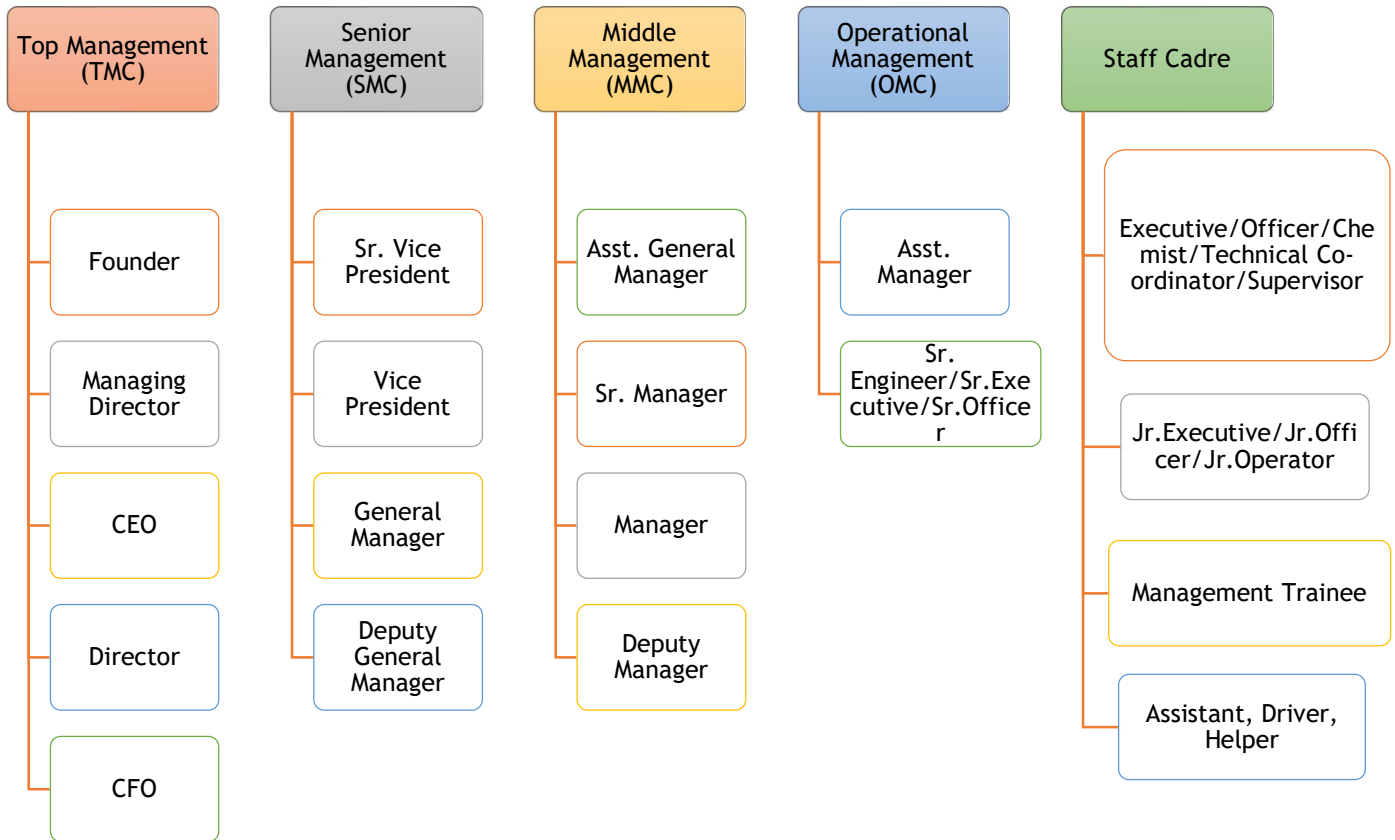 Top Management
(TMC)
Founder
Managing
Director
CEO
Director
CFO
Senior
Management
(SMC)
Sr. Vice
President
Vice
President
General
Manager
Deputy
General
Manager
Middle
Management
(MMC)
Asst. General
Manager
Sr. Manager
Manager
Deputy
Manager
Operational
Management
(OMC)
Asst.
Manager
Sr.
Engineer/Sr.Exe
cutive/Sr.Office
r
Staff Cadre
Executive/Officer/Che
mist/Technical Co-
ordinator/Supervisor
Jr.Executive/Jr.Offi
cer/Jr.Operator
Management Trainee
Assistant, Driver,
Helper